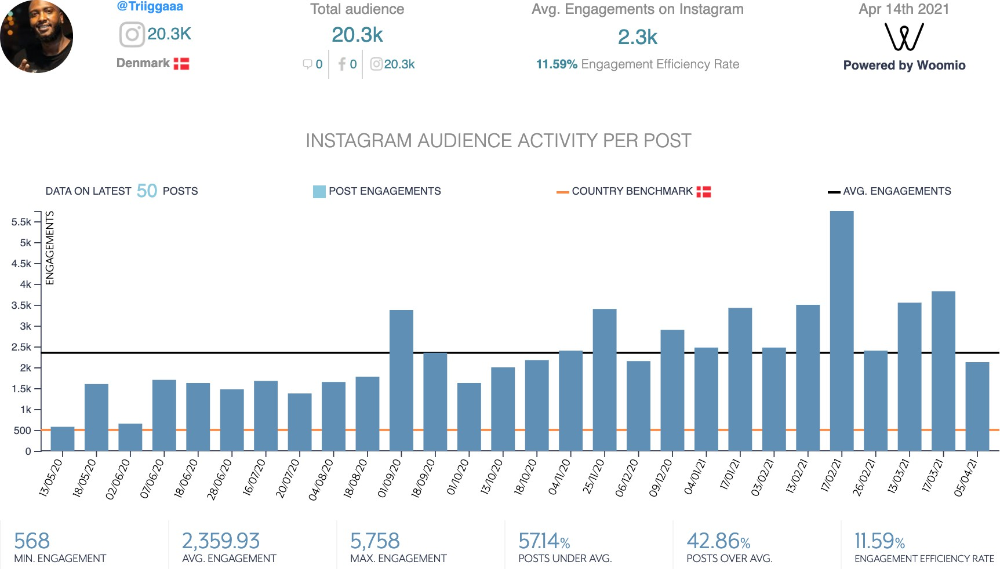 @Triiggaaa
20.3K
Denmark
Total audience
20.3k
0 0 20.3k
Avg. Engagements on Instagram
2.3k
11.59% Engagement Efficiency Rate
Apr 14th 2021
Powered by Woomio
INSTAGRAM AUDIENCE ACTIVITY PER POST
DATA ON LATEST 50 POSTS
POST ENGAGEMENTS
COUNTRY BENCHMARK
AVG. ENGAGEMENTS
ENGAGEMENTS
5.5k
5k
4.5k
4k
3.5k
3k
2.5k
2k
1.5k
1k
500
0
13/05/20
18/05/20
02/06/20
07/06/20
18/06/20
28/06/20
16/07/20
20/07/20
04/08/20
18/08/20
01/09/20
18/09/20
01/10/20
13/10/20
18/10/20
04/11/20
25/11/20
06/12/20
09/12/20
04/01/21
17/01/21
03/02/21
13/02/21
17/02/21
26/02/21
13/03/21
17/03/21
05/04/21
568
MIN. ENGAGEMENT
2,359.93
AVG. ENGAGEMENT
5,758
MAX. ENGAGEMENT
57.14%
POSTS UNDER AVG.
42.86%
POSTS OVER AVG.
11.59%
ENGAGEMENT EFFICIENCY RATE